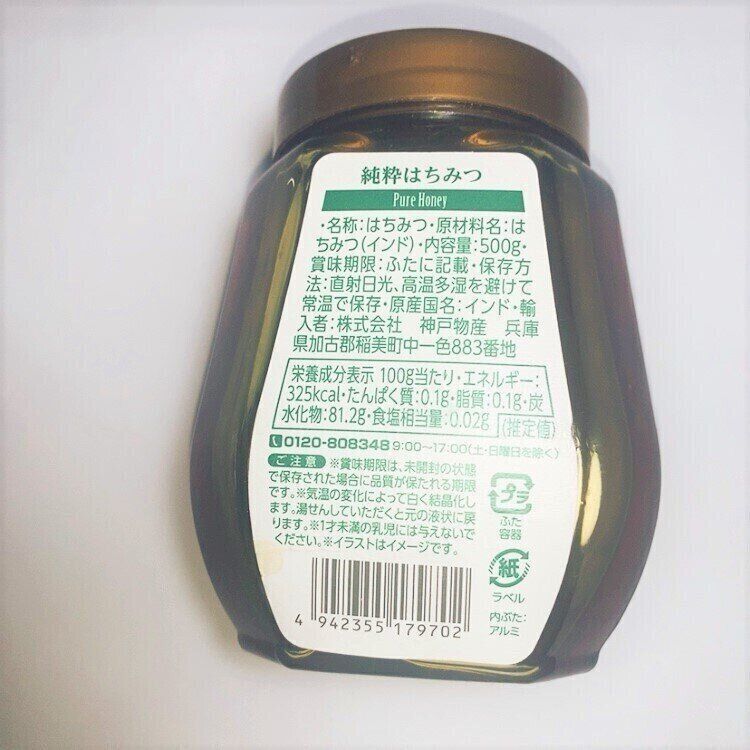 純粋はちみつ
Pure Honey
・名称：はちみつ・原材料名：は
ちみつ（インド）・内容量：500g・
賞味期限：ふたに記載・保存方
法：直射日光、高温多湿を避けて
常温で保存・原産国名：インド・輸
入者：株式会社　神戸物産　兵庫
県加古郡稲美町中一色883番地
栄養成分表示 100g当たり・エネルギー：
325kcal・たんぱく質：0.1g・脂質：0.1g・炭
水化物：81.2g・食塩相当量：0.02g（推定値）
0120-808348 9:00〜17:00（土・日曜日を除く）
ご注意 ※賞味期限は、未開封の状態
で保存された場合に品質が保たれる期限
です。※気温の変化によって白く結晶化し
ます。湯せんしていただくと元の液状に戻
ります。※1才未満の乳児には与えないで
ください。※イラストはイメージです。
プラ
ふた
容器
紙
ラベル
内ぶた：
アルミ
4 942355 179702